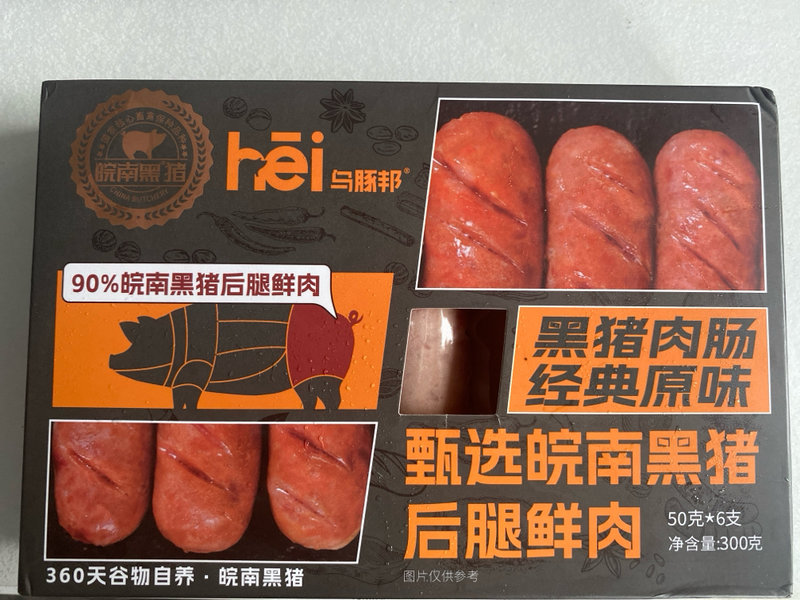 皖南黑猪
CHINA BUTCHERY
hēi 乌豚邦®
90%皖南黑猪后腿鲜肉
黑猪肉肠
经典原味
甄选皖南黑猪
后腿鲜肉
50克*6支
净含量:300克
360天谷物自养·皖南黑猪
图片仅供参考